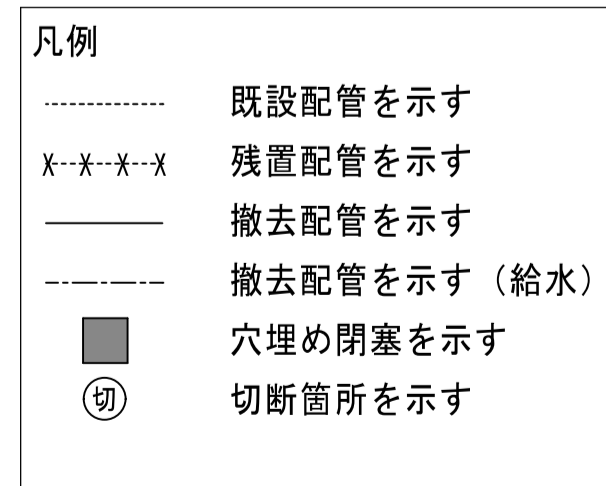 凡例
既設配管を示す
X---X---X---X 残置配管を示す
撤去配管を示す
撤去配管を示す（給水）
穴埋め閉塞を示す
切 切断箇所を示す